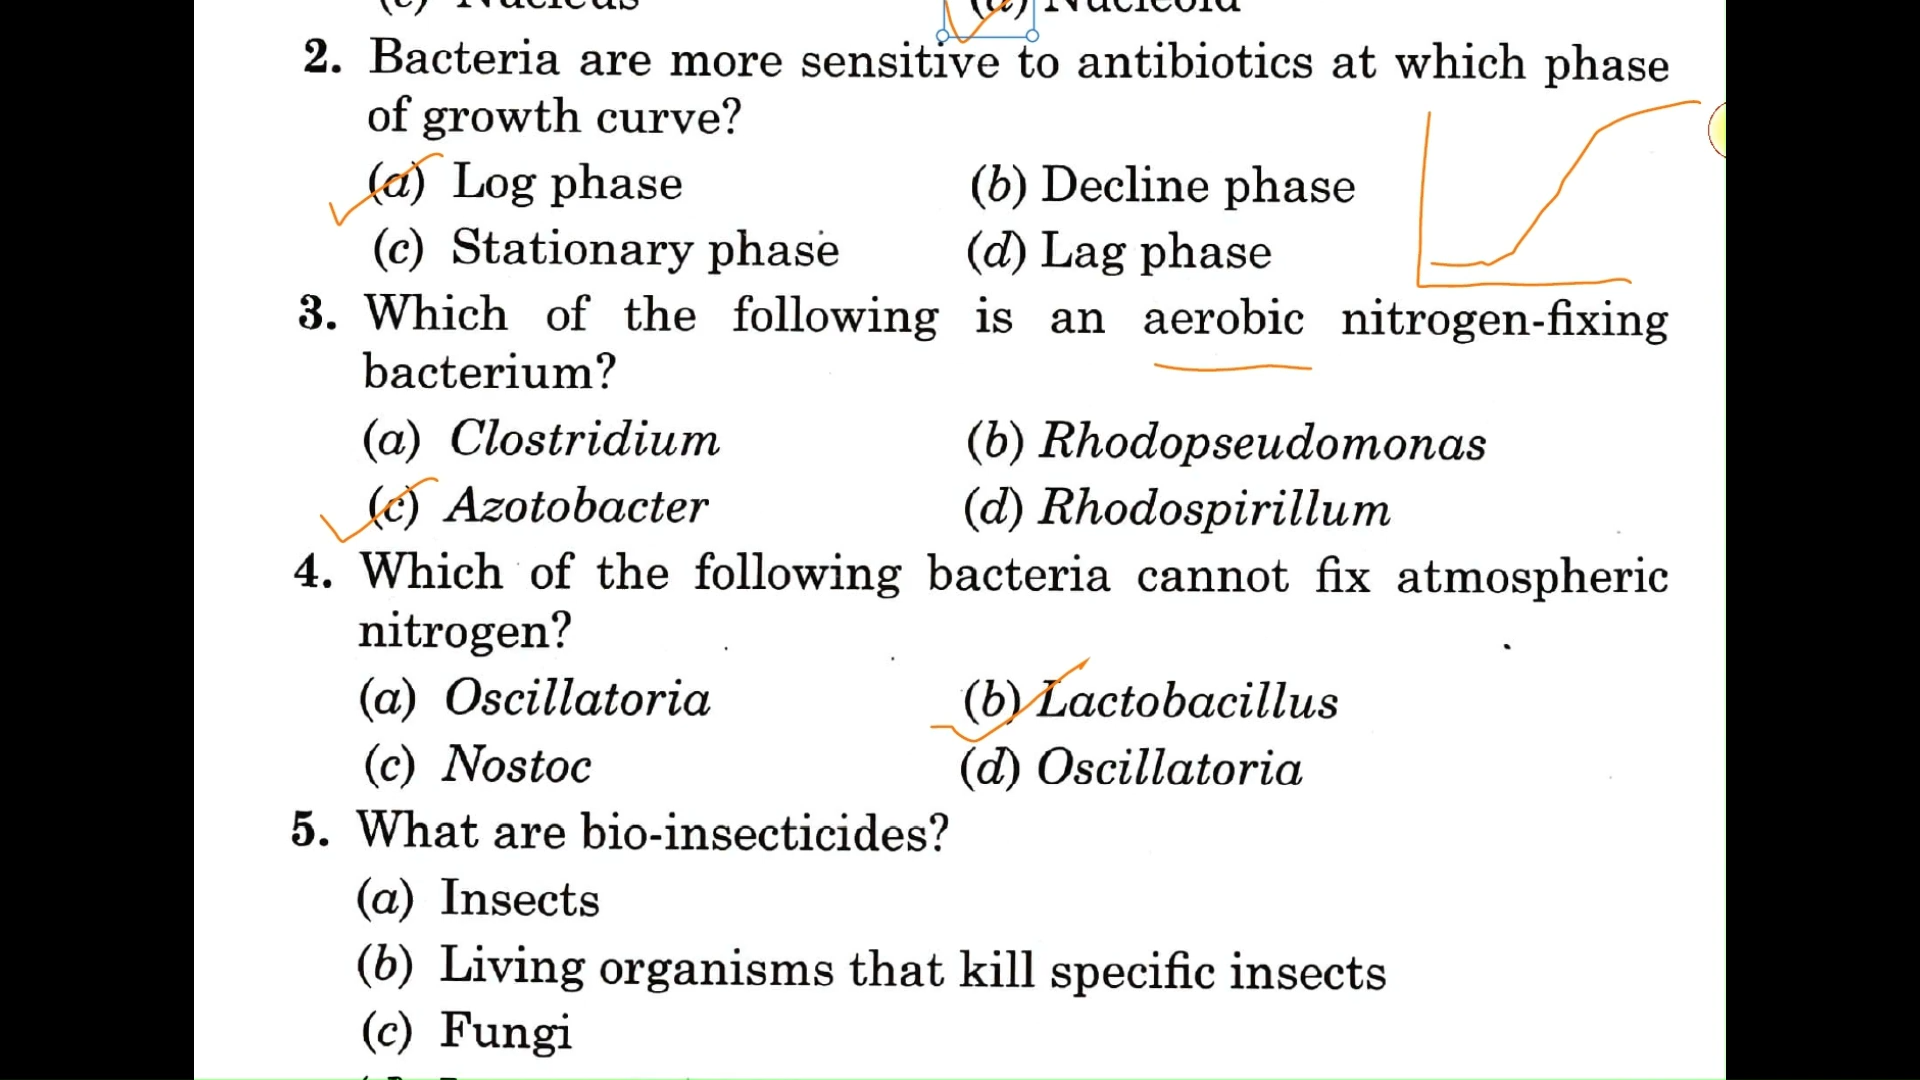 (c) Nucleus (d) Nucleoid
2. Bacteria are more sensitive to antibiotics at which phase
of growth curve?
(a) Log phase (b) Decline phase
(c) Stationary phase (d) Lag phase
3. Which of the following is an aerobic nitrogen-fixing
bacterium?
(a) Clostridium (b) Rhodopseudomonas
(c) Azotobacter (d) Rhodospirillum
4. Which of the following bacteria cannot fix atmospheric
nitrogen?
(a) Oscillatoria (b) Lactobacillus
(c) Nostoc (d) Oscillatoria
5. What are bio-insecticides?
(a) Insects
(b) Living organisms that kill specific insects
(c) Fungi